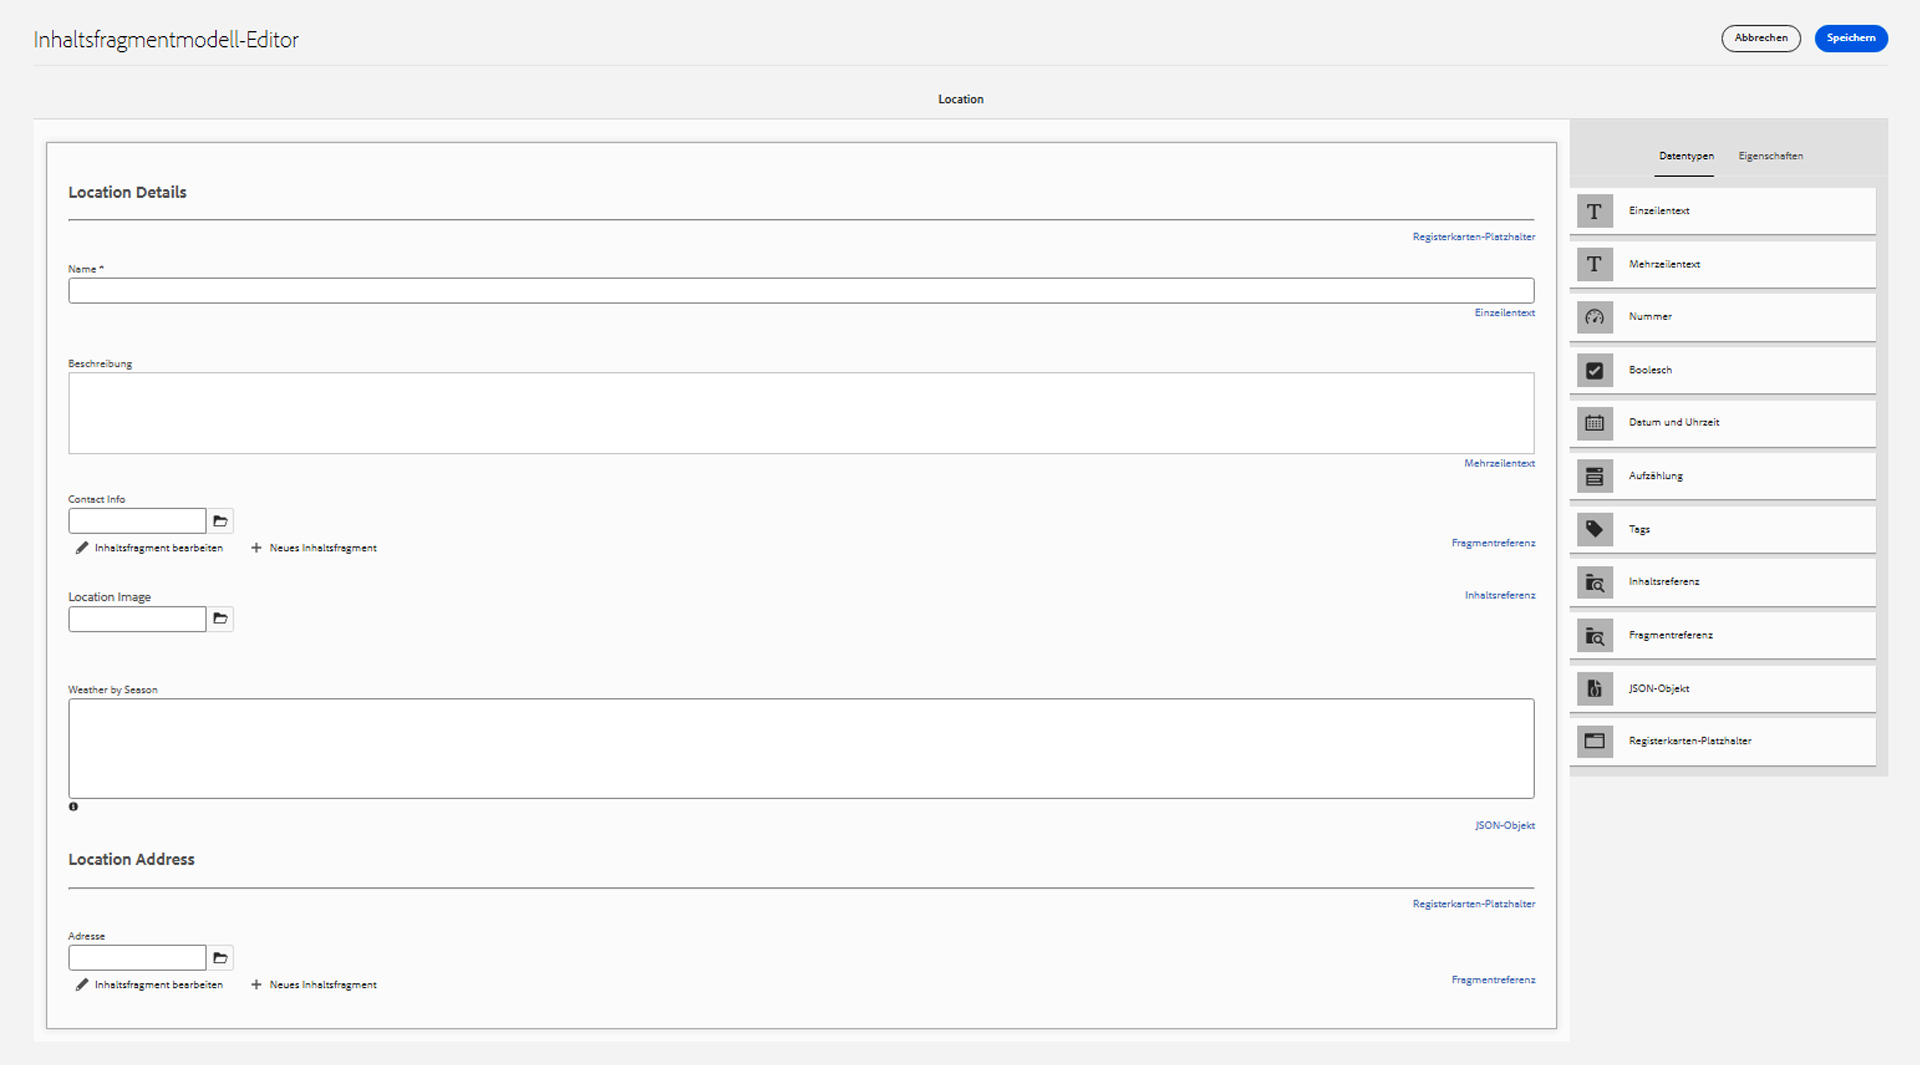 Inhaltsfragmentmodell-Editor
Abbrechen
Speichern
Location
Location Details
Registerkarten-Platzhalter
Name *
Einzeilentext
Beschreibung
Mehrzeilentext
Contact Info
Inhaltsfragment bearbeiten
Neues Inhaltsfragment
Fragmentreferenz
Location Image
Inhaltsreferenz
Weather by Season
JSON-Objekt
Location Address
Registerkarten-Platzhalter
Adresse
Inhaltsfragment bearbeiten
Neues Inhaltsfragment
Fragmentreferenz
Datentypen
Eigenschaften
Einzeilentext
Mehrzeilentext
Nummer
Boolesch
Datum und Uhrzeit
Aufzählung
Tags
Inhaltsreferenz
Fragmentreferenz
JSON-Objekt
Registerkarten-Platzhalter